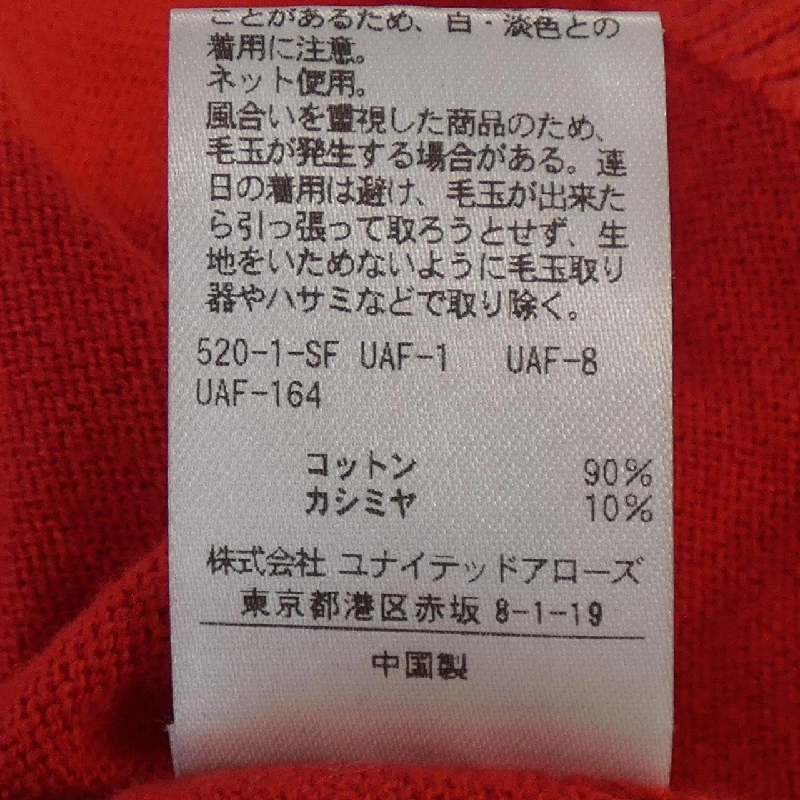 ことがあるため、白・淡色との
着用に注意。
ネット使用。
風合いを重視した商品のため、
毛玉が発生する場合がある。連
日の着用は避け、毛玉が出来た
ら引っ張って取ろうとせず、生
地をいためないように毛玉取り
器やハサミなどで取り除く。
520-1-SF UAF-1 UAF-8
UAF-164
コットン 90%
カシミヤ 10%
株式会社 ユナイテッドアローズ
東京都港区赤坂 8-1-19
中国製